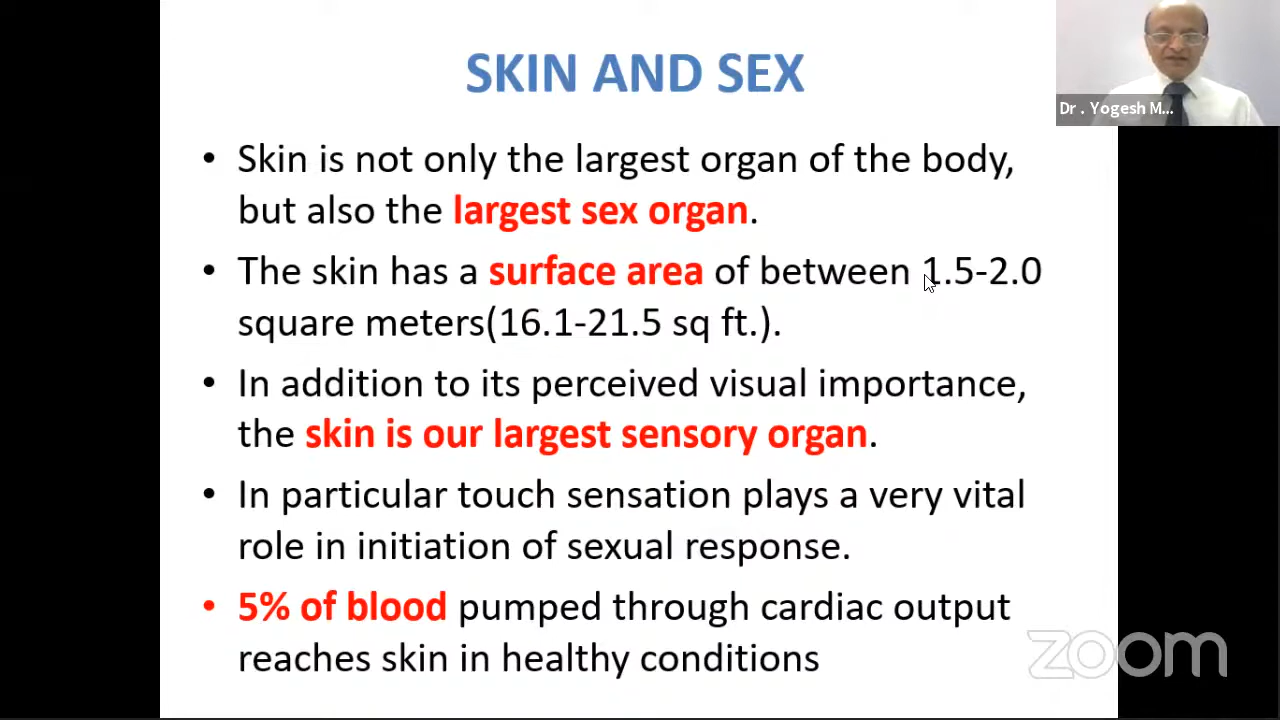 SKIN AND SEX
Dr . Yogesh M...
• Skin is not only the largest organ of the body,
but also the largest sex organ.
• The skin has a surface area of between 1.5-2.0
square meters(16.1-21.5 sq ft.).
• In addition to its perceived visual importance,
the skin is our largest sensory organ.
• In particular touch sensation plays a very vital
role in initiation of sexual response.
• 5% of blood pumped through cardiac output
reaches skin in healthy conditions
zoom